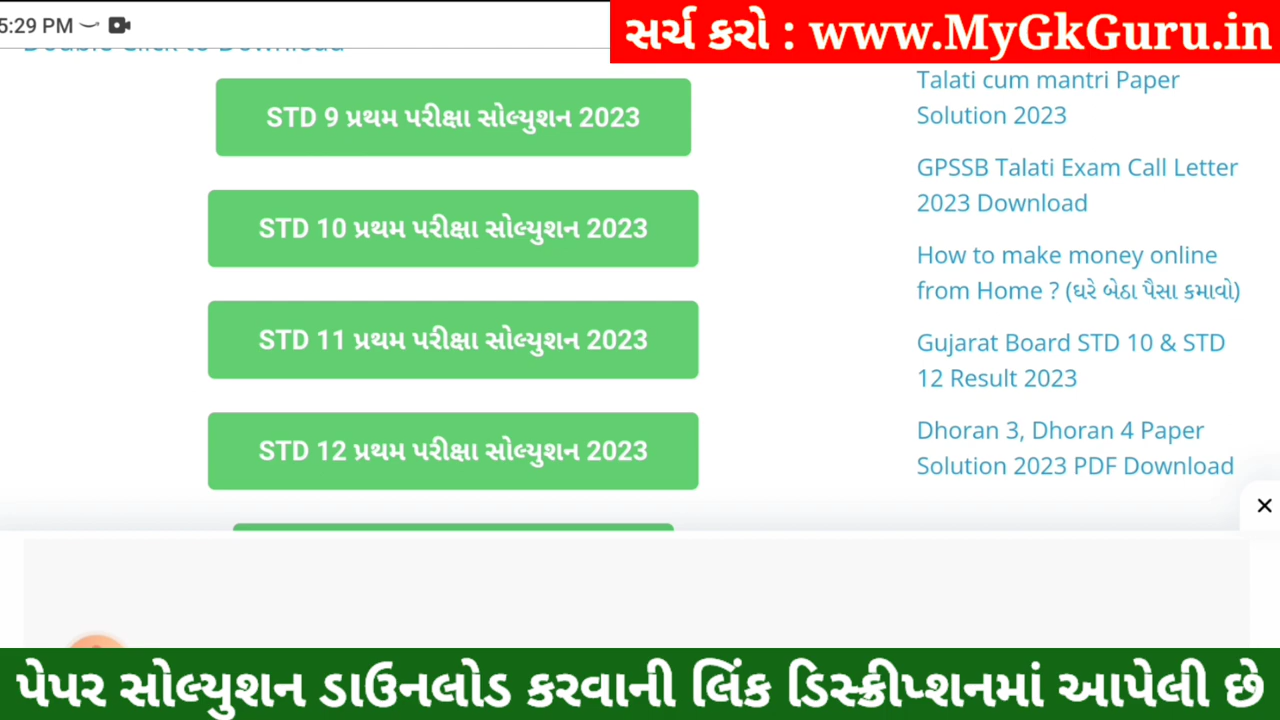 5:29 PM
સર્ચ કરો : www.MyGkGuru.in
Double Click to Download
STD 9 પ્રથમ પરીક્ષા સોલ્યુશન 2023
STD 10 પ્રથમ પરીક્ષા સોલ્યુશન 2023
STD 11 પ્રથમ પરીક્ષા સોલ્યુશન 2023
STD 12 પ્રથમ પરીક્ષા સોલ્યુશન 2023
Talati cum mantri Paper
Solution 2023
GPSSB Talati Exam Call Letter
2023 Download
How to make money online
from Home ? (ઘરે બેઠા પૈસા કમાવો)
Gujarat Board STD 10 & STD
12 Result 2023
Dhoran 3, Dhoran 4 Paper
Solution 2023 PDF Download
પેપર સોલ્યુશન ડાઉનલોડ કરવાની લિંક ડિસ્ક્રીપ્શનમાં આપેલી છે